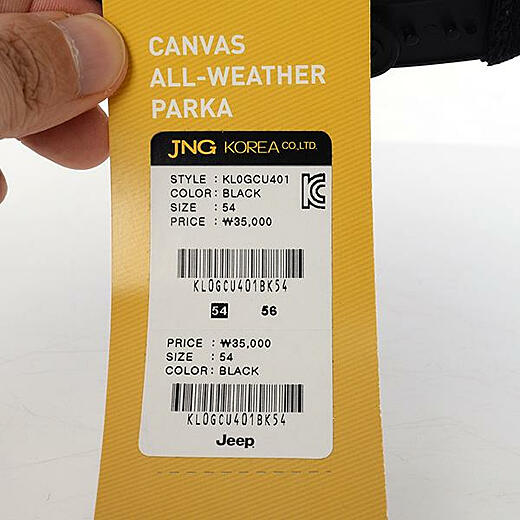 CANVAS
ALL-WEATHER
PARKA
JNG KOREA CO.,LTD.
STYLE : KL0GCU401
COLOR : BLACK
SIZE : 54
PRICE : ₩35,000
KL0GCU401BK54
54 56
PRICE : ₩35,000
SIZE : 54
COLOR : BLACK
KL0GCU401BK54
Jeep